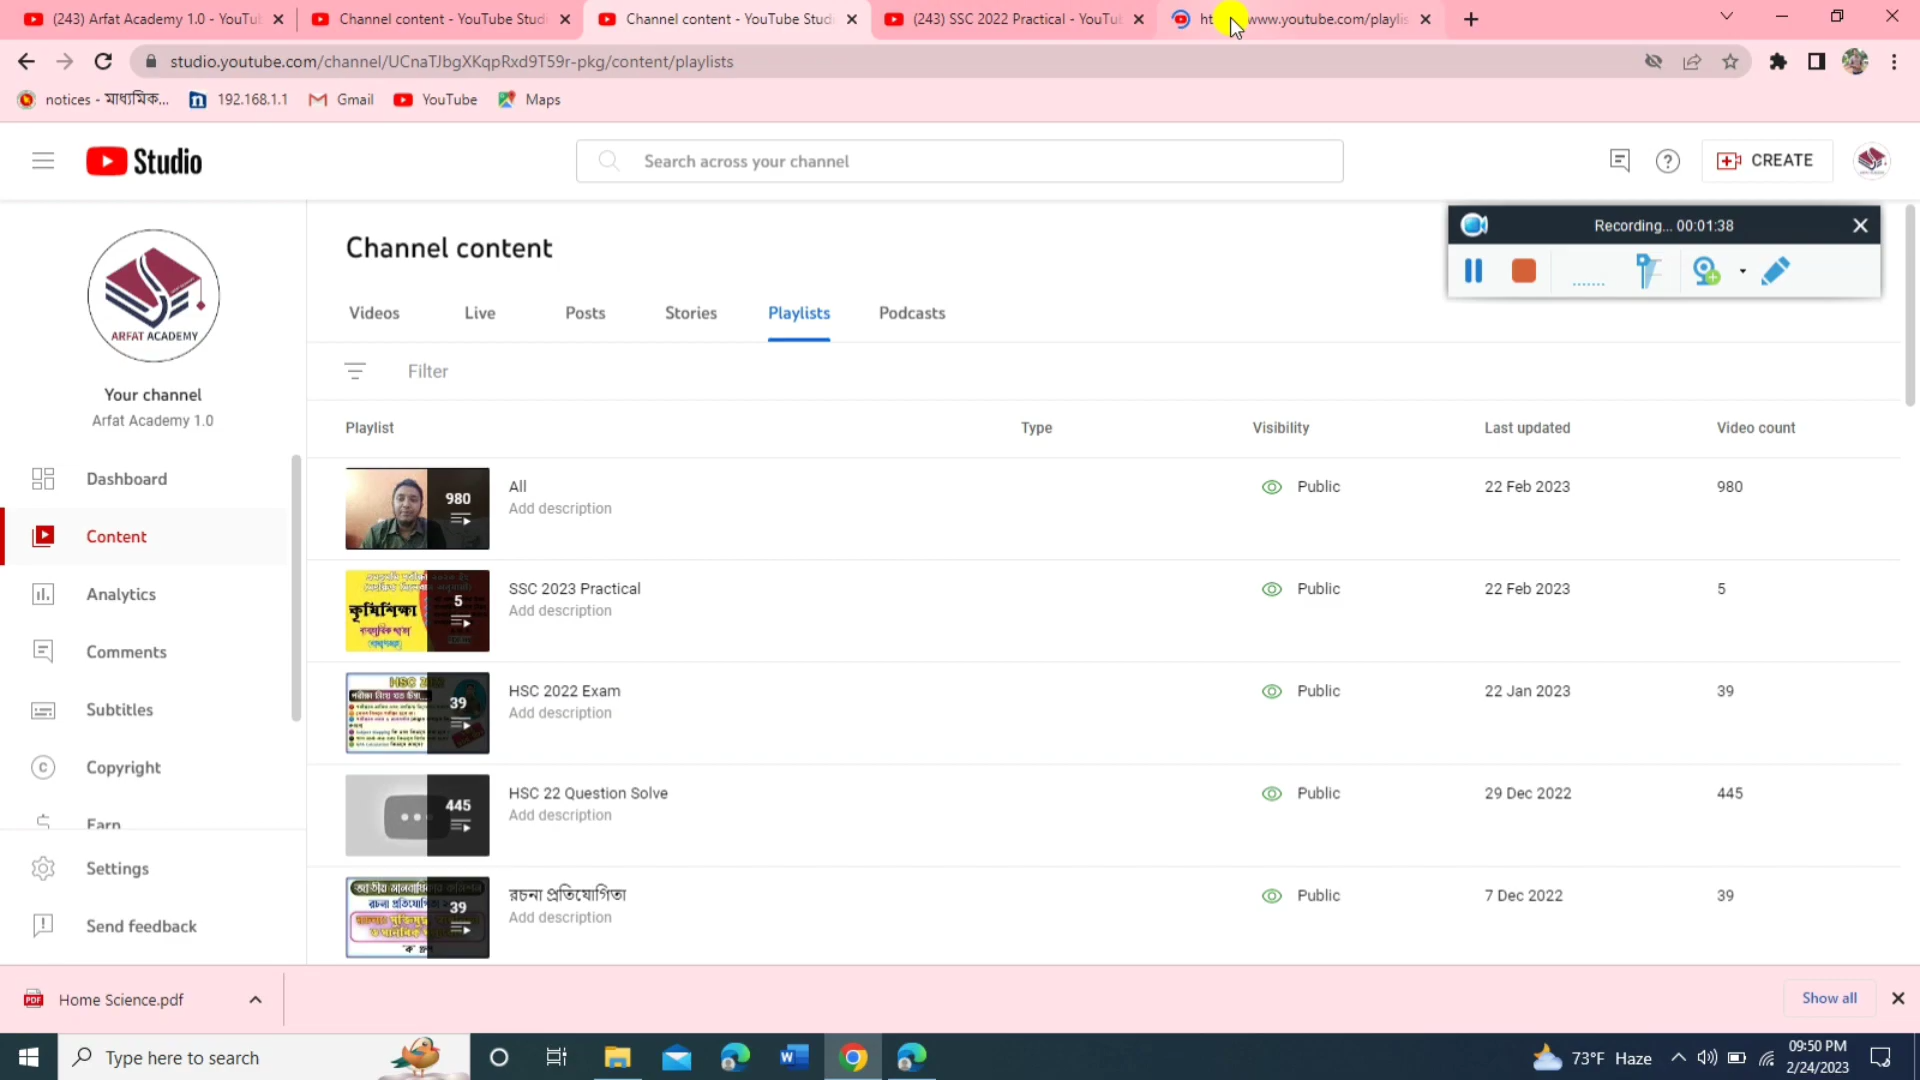 (243) Arfat Academy 1.0 - YouTu
Channel content - YouTube Studi
Channel content - YouTube Studi
(243) SSC 2022 Practical - YouTu
www.youtube.com/playlis
studio.youtube.com/channel/UCnaTJbgXKqpRxd9T59r-pkg/content/playlists
notices - মাধ্যমিক...
192.168.1.1
Gmail
YouTube
Maps
Studio
Search across your channel
CREATE
Recording... 00:01:38
ARFAT ACADEMY
Your channel
Arfat Academy 1.0
Dashboard
Content
Analytics
Comments
Subtitles
Copyright
Earn
Settings
Send feedback
Channel content
Videos Live Posts Stories Playlists Podcasts
Filter
Playlist Type Visibility Last updated Video count
980
All
Add description
Public 22 Feb 2023 980
কৃষিশিক্ষা
5
SSC 2023 Practical
Add description
Public 22 Feb 2023 5
39
HSC 2022 Exam
Add description
Public 22 Jan 2023 39
445
HSC 22 Question Solve
Add description
Public 29 Dec 2022 445
39
রচনা প্রতিযোগিতা
Add description
Public 7 Dec 2022 39
PDF
Home Science.pdf
Show all
Type here to search
73°F Haze
09:50 PM
2/24/2023